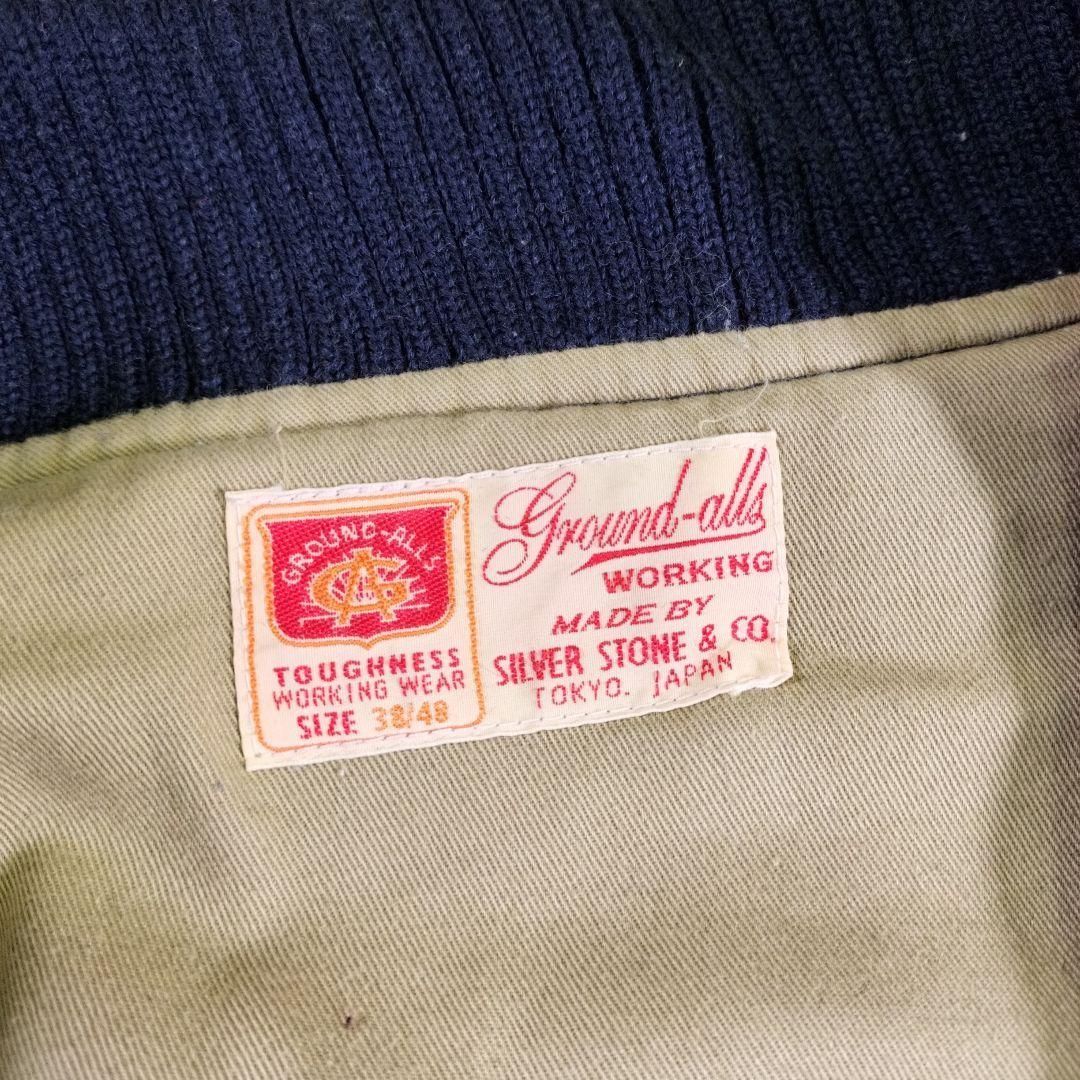 GROUND-ALLS
GA
TOUGHNESS
WORKING WEAR
SIZE 38/48
Ground-alls
WORKING
MADE BY
SILVER STONE & CO.
TOKYO. JAPAN